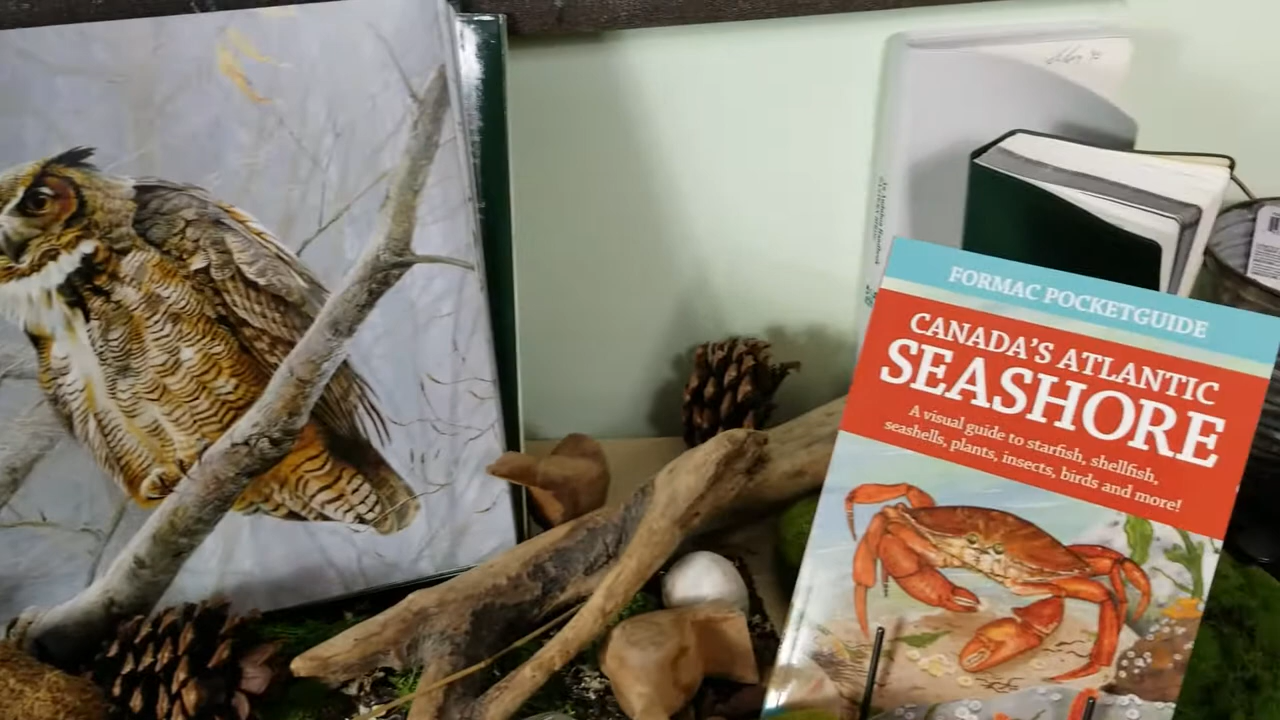 FORMAC POCKETGUIDE
CANADA'S ATLANTIC
SEASHORE
A visual guide to starfish, shellfish,
seashells, plants, insects, birds and more!